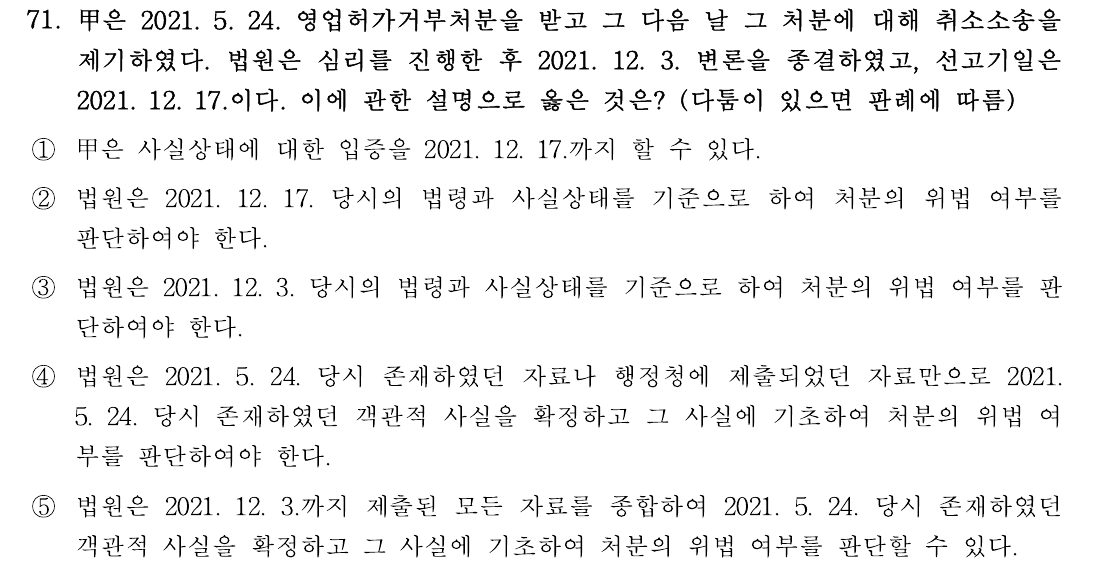 71. 甲은 2021. 5. 24. 영업허가거부처분을 받고 그 다음 날 그 처분에 대해 취소소송을
제기하였다. 법원은 심리를 진행한 후 2021. 12. 3. 변론을 종결하였고, 선고기일은
2021. 12. 17.이다. 이에 관한 설명으로 옳은 것은? (다툼이 있으면 판례에 따름)
① 甲은 사실상태에 대한 입증을 2021. 12. 17.까지 할 수 있다.
② 법원은 2021. 12. 17. 당시의 법령과 사실상태를 기준으로 하여 처분의 위법 여부를
판단하여야 한다.
③ 법원은 2021. 12. 3. 당시의 법령과 사실상태를 기준으로 하여 처분의 위법 여부를 판
단하여야 한다.
④ 법원은 2021. 5. 24. 당시 존재하였던 자료나 행정청에 제출되었던 자료만으로 2021.
5. 24. 당시 존재하였던 객관적 사실을 확정하고 그 사실에 기초하여 처분의 위법 여
부를 판단하여야 한다.
⑤ 법원은 2021. 12. 3.까지 제출된 모든 자료를 종합하여 2021. 5. 24. 당시 존재하였던
객관적 사실을 확정하고 그 사실에 기초하여 처분의 위법 여부를 판단할 수 있다.